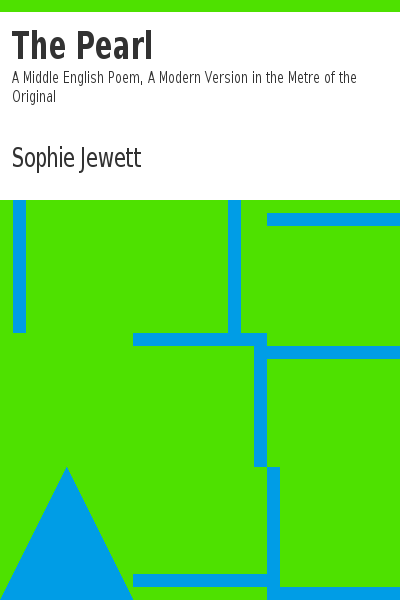 The Pearl
A Middle English Poem, A Modern Version in the Metre of the
Original
Sophie Jewett